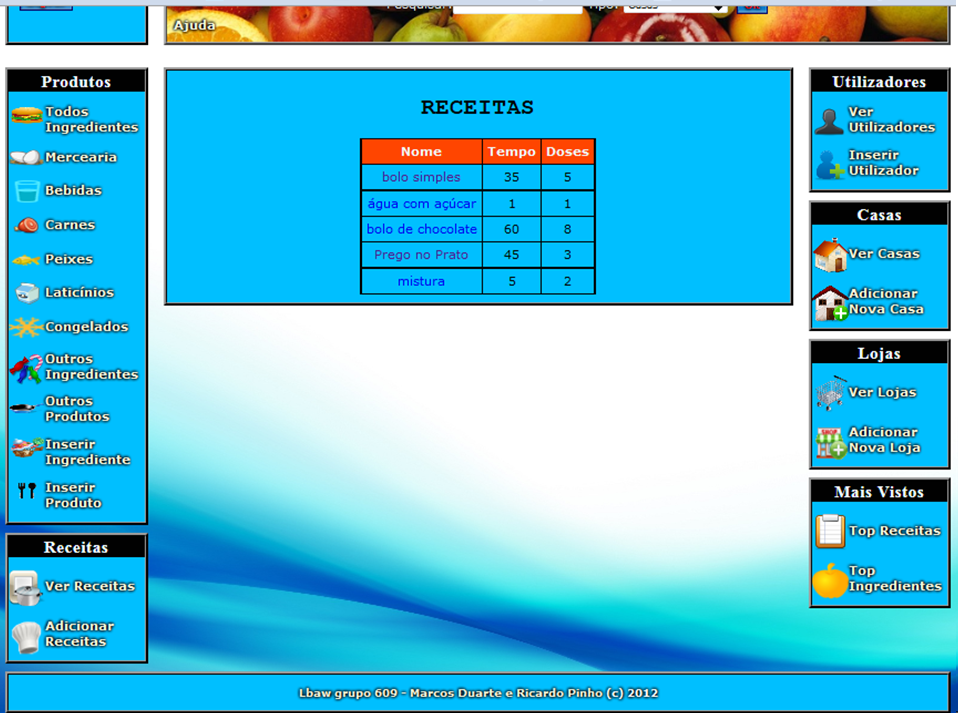 Pesquisar:
Tipo:
Ajuda
Produtos
Todos
Ingredientes
Mercearia
Bebidas
Carnes
Peixes
Laticínios
Congelados
Outros
Ingredientes
Outros
Produtos
Inserir
Ingrediente
Inserir
Produto
Receitas
Ver Receitas
Adicionar
Receitas
RECEITAS
Nome Tempo Doses
bolo simples 35 5
água com açúcar 1 1
bolo de chocolate 60 8
Prego no Prato 45 3
mistura 5 2
Utilizadores
Ver
Utilizadores
Inserir
Utilizador
Casas
Ver Casas
Adicionar
Nova Casa
Lojas
Ver Lojas
SHOP
Adicionar
Nova Loja
Mais Vistos
Top Receitas
Top
Ingredientes
Lbaw grupo 609 - Marcos Duarte e Ricardo Pinho (c) 2012